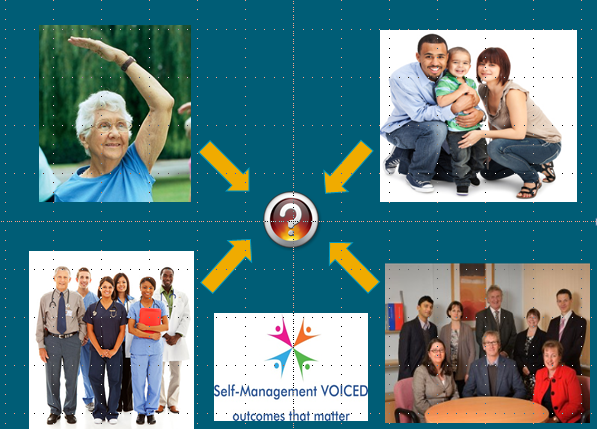 ?
Self-Management VOICED
outcomes that matter